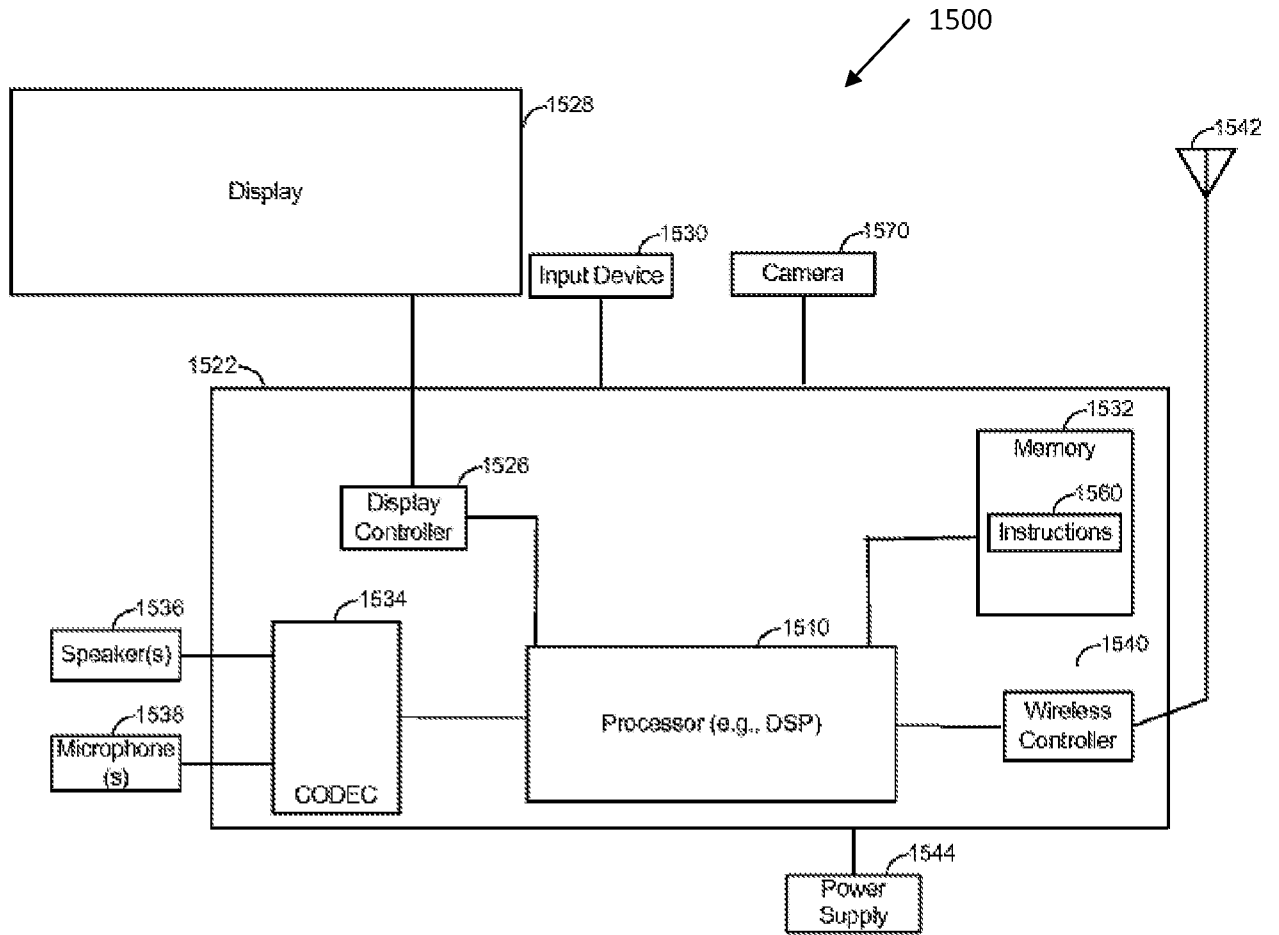 1500
1528
1542
Display
1530
1570
Input Device
Camera
1522
1532
Memory
1526
1560
Display
Controller
Instructions
1534
1536
1510
Speaker(s)
1540
1538
Wireless
Controller
Processor (e.g., DSP)
Microphone
(s)
CODEC
1544
Power
Supply